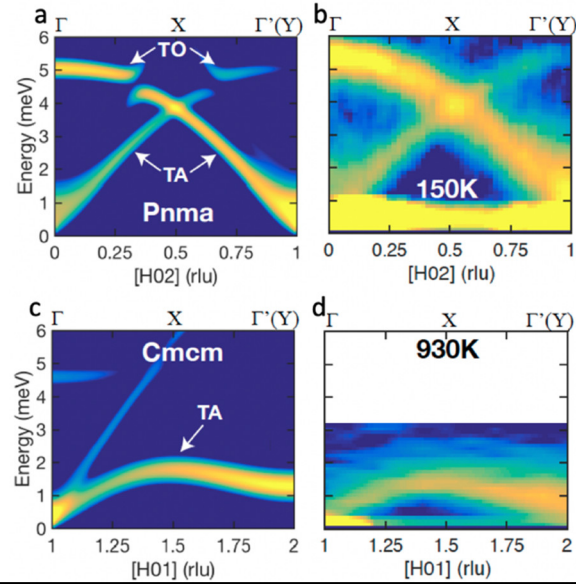 a
Γ X Γ'(Y)
6
5
4
3
2
1
0
Energy (meV)
TO
TA
Pnma
0 0.25 0.5 0.75 1
[H02] (rlu)
b
Γ X Γ'(Y)
150K
0 0.25 0.5 0.75 1
[H02] (rlu)
c
Γ X Γ'(Y)
6
5
4
3
2
1
0
Energy (meV)
Cmcm
TA
1 1.25 1.5 1.75 2
[H01] (rlu)
d
Γ X Γ'(Y)
930K
1 1.25 1.5 1.75 2
[H01] (rlu)